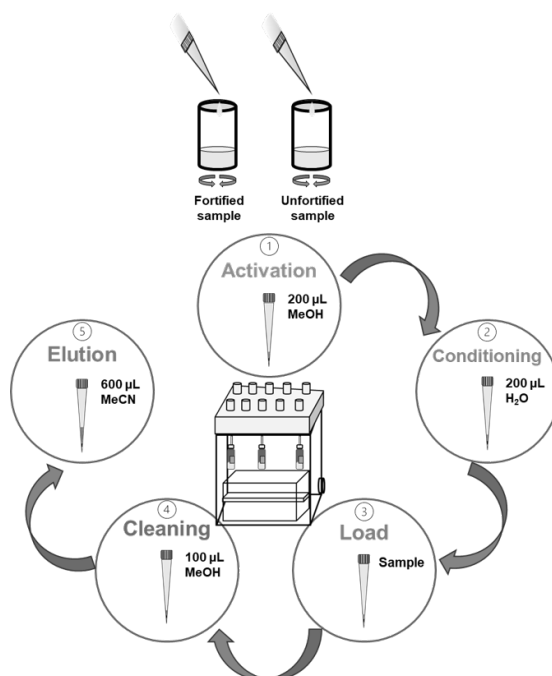 Fortified
sample
Unfortified
sample
1
Activation
200 µL
MeOH
2
Conditioning
200 µL
H₂O
3
Load
Sample
4
Cleaning
100 µL
MeOH
5
Elution
600 µL
MeCN